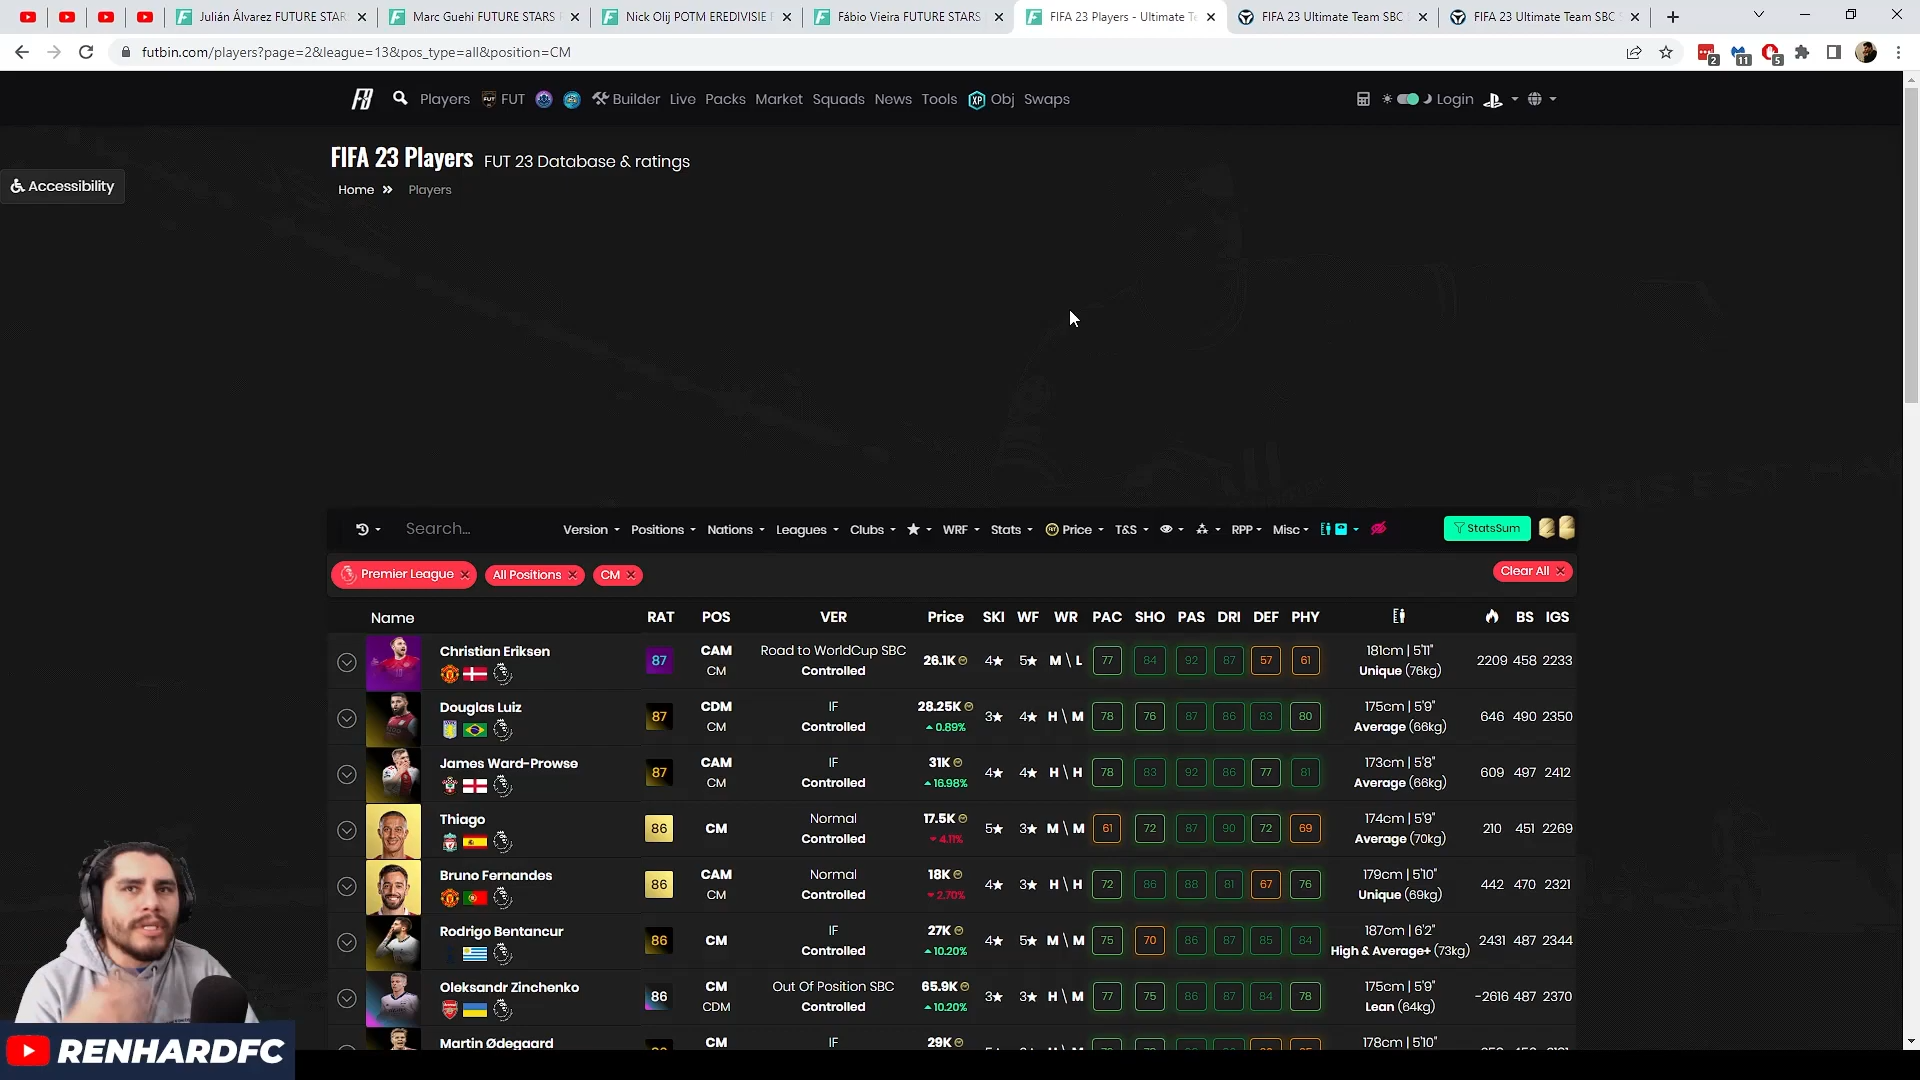 Julián Álvarez FUTURE STAR
Marc Guehi FUTURE STARS
Nick Olij POTM EREDIVISIE
Fábio Vieira FUTURE STARS
FIFA 23 Players - Ultimate Te
FIFA 23 Ultimate Team SBC
FIFA 23 Ultimate Team SBC
futbin.com/players?page=2&league=13&pos_type=all&position=CM
2 11 5
Players FUT Builder Live Packs Market Squads News Tools XP Obj Swaps Login
FIFA 23 Players FUT 23 Database & ratings
Accessibility
Home » Players
Search... Version Positions Nations Leagues Clubs WRF Stats Price T&S RPP Misc StatsSum
Premier League × All Positions × CM × Clear All ×
Name RAT POS VER Price SKI WF WR PAC SHO PAS DRI DEF PHY BS IGS
Christian Eriksen 87 CAM CM Road to WorldCup SBC Controlled 26.1K 4★ 5★ M \ L 77 84 92 87 57 61 181cm | 5'11" Unique (76kg) 2209 458 2233
Douglas Luiz 87 CDM CM IF Controlled 28.25K 0.89% 3★ 4★ H \ M 78 76 87 86 83 80 175cm | 5'9" Average (66kg) 646 490 2350
James Ward-Prowse 87 CAM CM IF Controlled 31K 16.98% 4★ 4★ H \ H 78 83 92 86 77 81 173cm | 5'8" Average (66kg) 609 497 2412
Thiago 86 CM Normal Controlled 17.5K 4.11% 5★ 3★ M \ M 61 72 87 90 72 69 174cm | 5'9" Average (70kg) 210 451 2269
Bruno Fernandes 86 CAM CM Normal Controlled 18K 2.70% 4★ 3★ H \ H 72 86 88 81 67 76 179cm | 5'10" Unique (69kg) 442 470 2321
Rodrigo Bentancur 86 CM IF Controlled 27K 10.20% 4★ 5★ M \ M 75 70 86 87 85 84 187cm | 6'2" High & Average+ (73kg) 2431 487 2344
Oleksandr Zinchenko 86 CM CDM Out Of Position SBC Controlled 65.9K 10.20% 3★ 3★ H \ M 77 75 86 87 84 78 175cm | 5'9" Lean (64kg) -2616 487 2370
Martin Ødegaard CM IF 29K 178cm | 5'10"
RENHARDFC